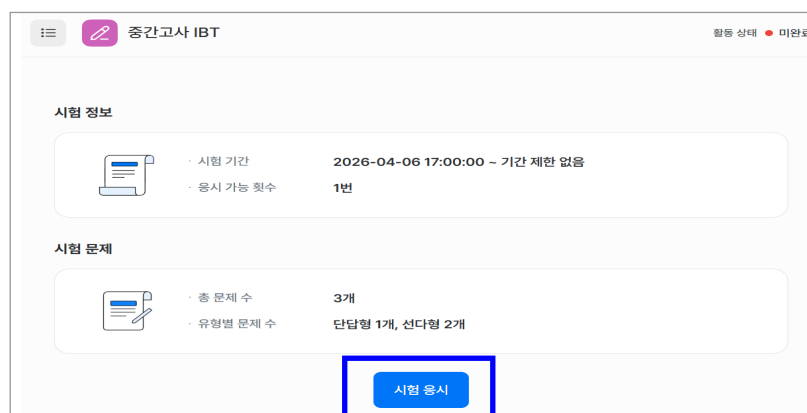 중간고사 IBT
활동 상태 미완료
시험 정보
· 시험 기간 2026-04-06 17:00:00 ~ 기간 제한 없음
· 응시 가능 횟수 1번
시험 문제
· 총 문제 수 3개
· 유형별 문제 수 단답형 1개, 선다형 2개
시험 응시